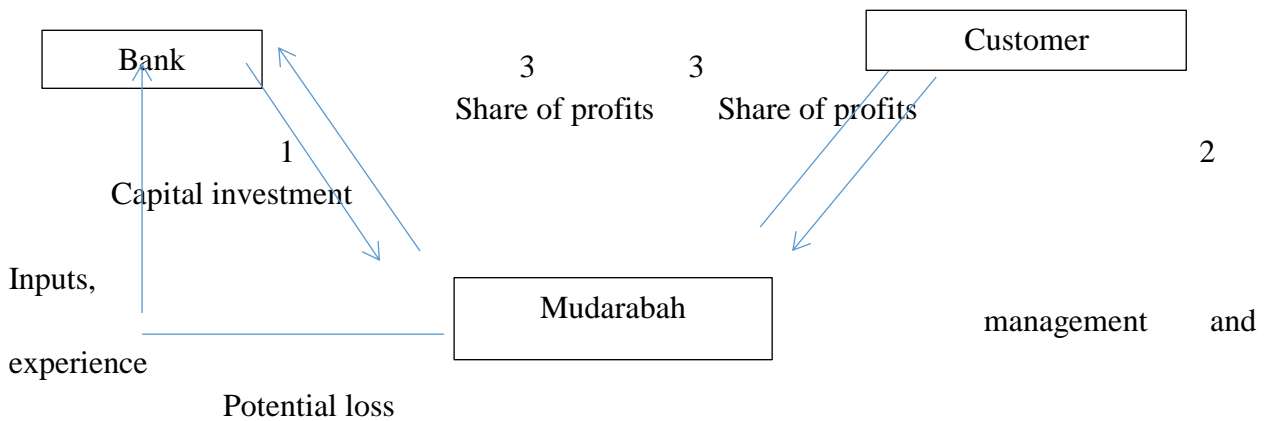 Bank
Customer
3 3
Share of profits Share of profits
1 2
Capital investment
Inputs,
Mudarabah
management and
experience
Potential loss